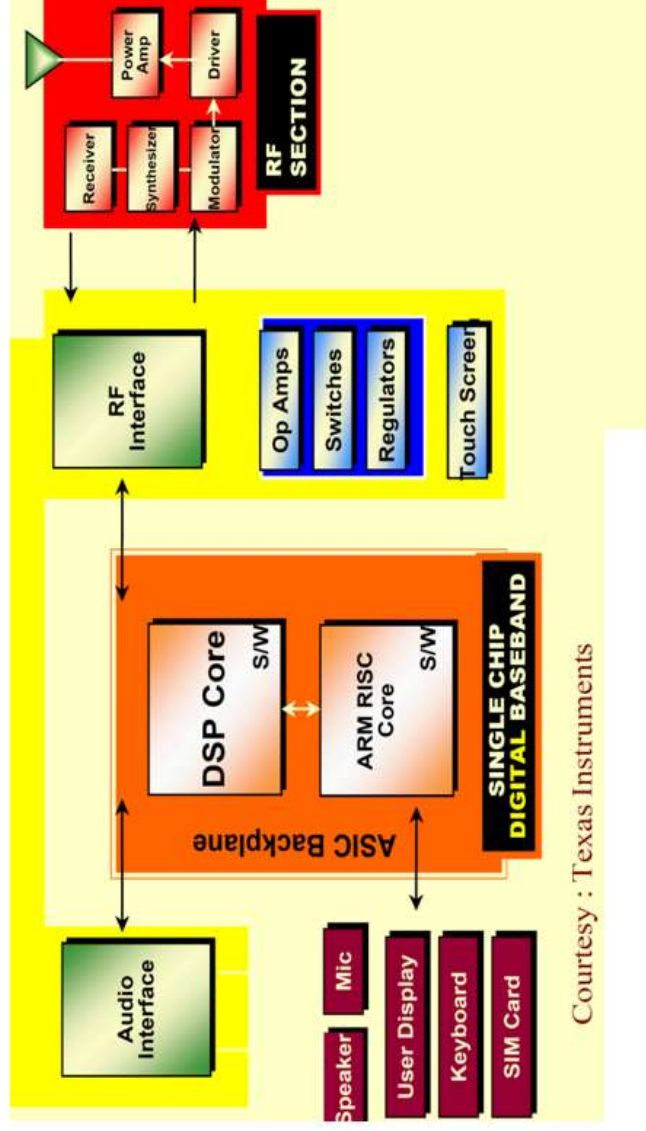 Audio
Interface
Speaker
Mic
User Display
Keyboard
SIM Card
ASIC Backplane
DSP Core
S/W
ARM RISC
Core
S/W
SINGLE CHIP
DIGITAL BASEBAND
RF
Interface
Op Amps
Switches
Regulators
Touch Screen
Receiver
Synthesizer
Modulator
Power
Amp
Driver
RF
SECTION
Courtesy : Texas Instruments